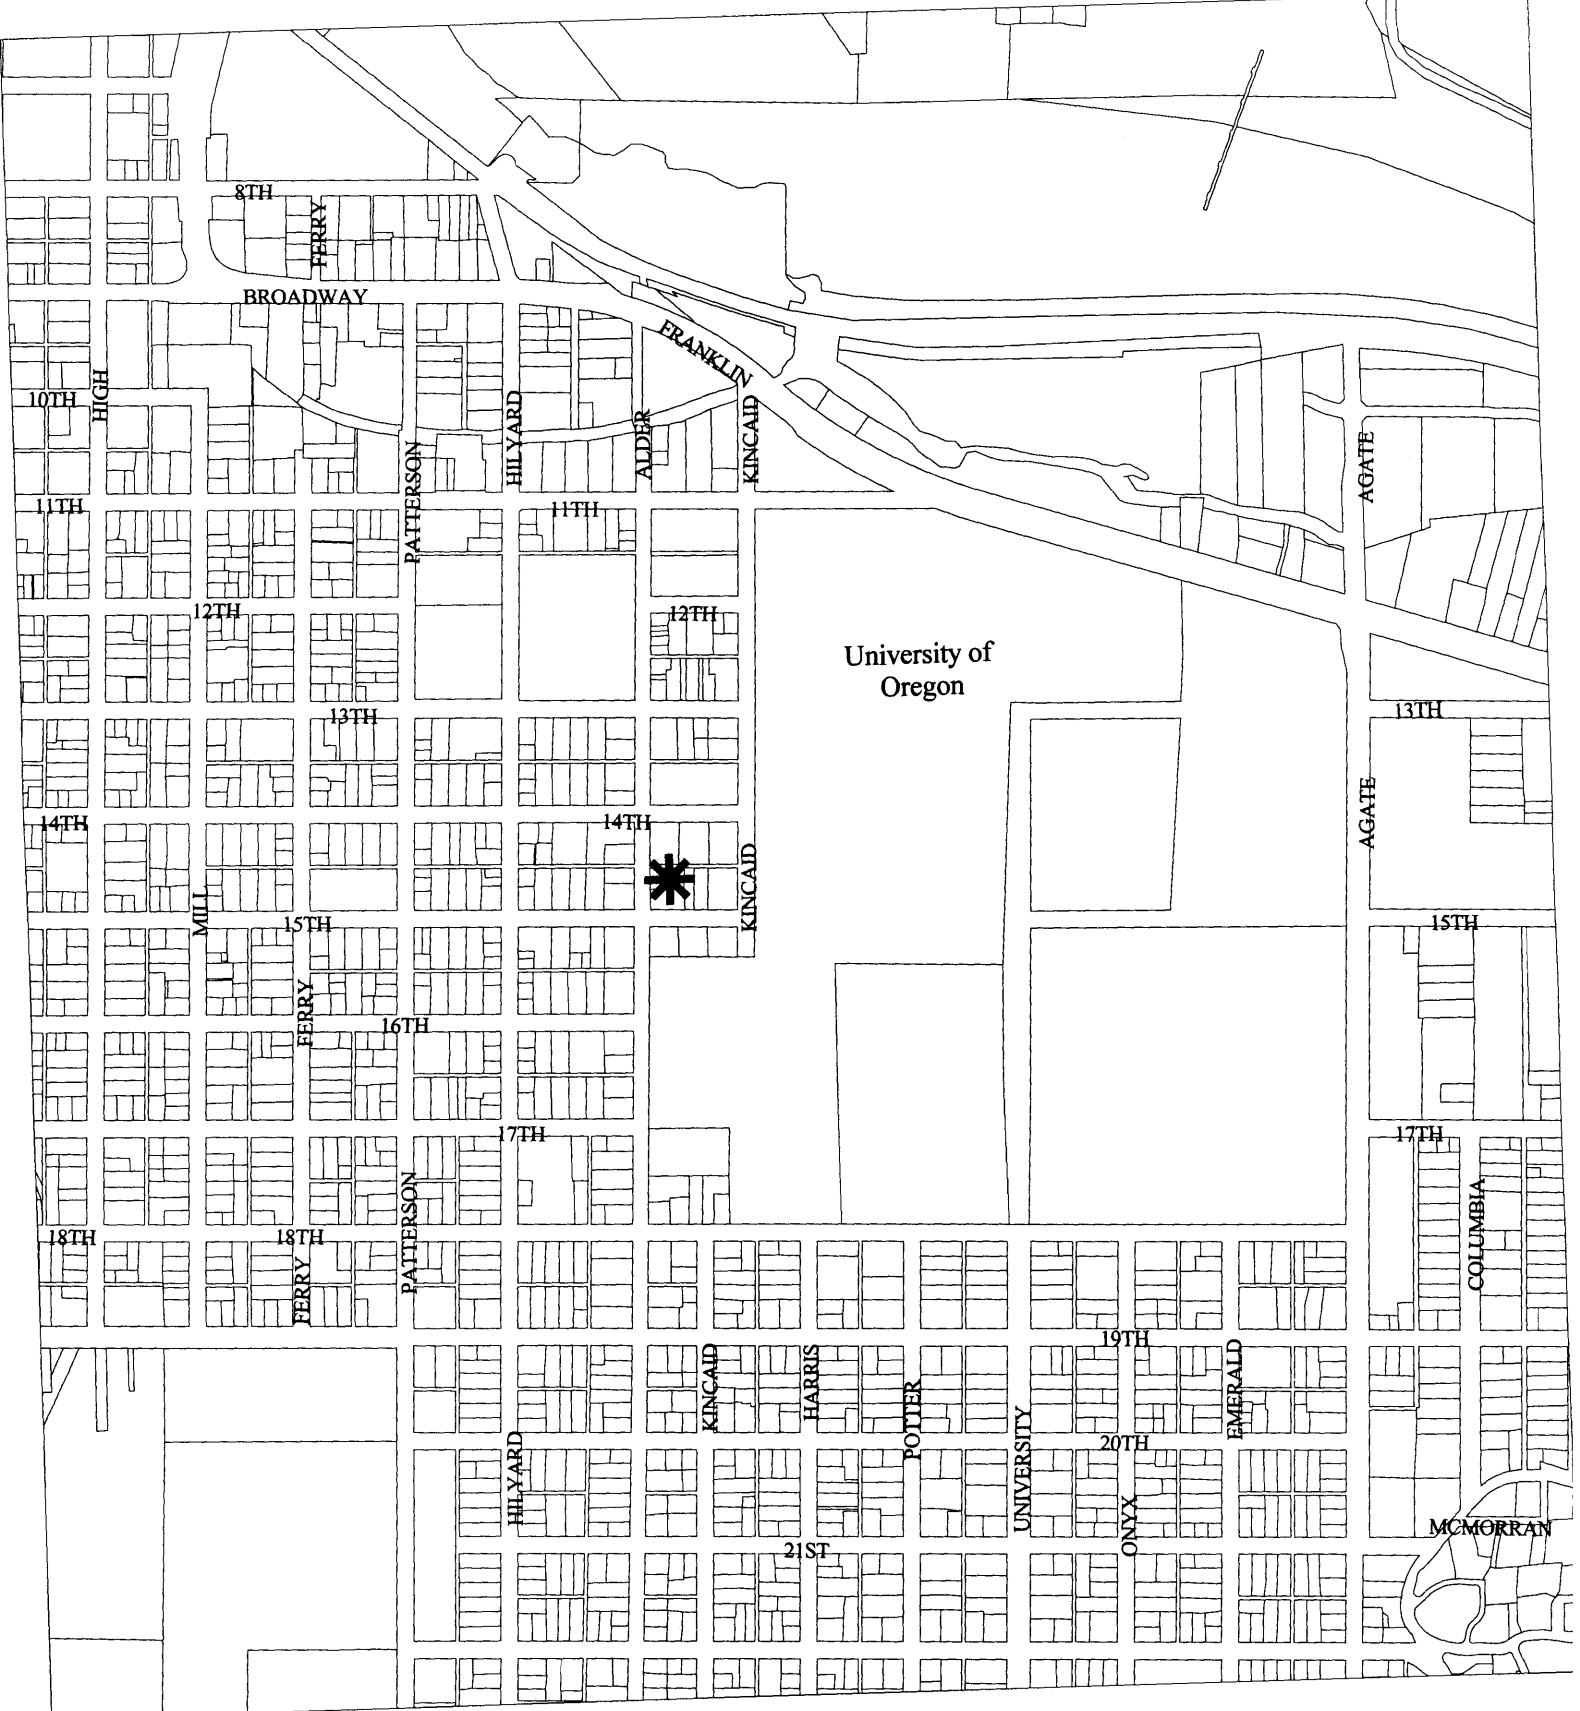 8TH
FERRY
BROADWAY
FRANKLIN
HIGH
10TH
HILYARD
ALDER
KINCAID
AGATE
PATTERSON
11TH
11TH
12TH
12TH
University of
Oregon
13TH
13TH
AGATE
14TH
14TH
KINCAID
MILL
15TH
15TH
FERRY
16TH
17TH
17TH
PATTERSON
COLUMBIA
18TH
18TH
FERRY
19TH
KINCAID
HARRIS
POTTER
EMERALD
UNIVERSITY
20TH
HILYARD
ONYX
MCMORRAN
21ST